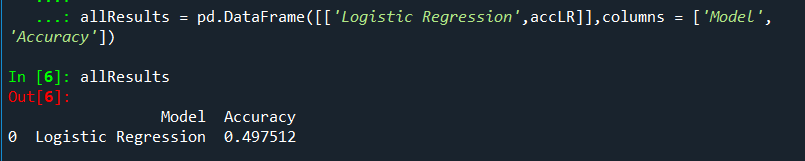 ...: allResults = pd.DataFrame([['Logistic Regression',accLR]],columns = ['Model',
'Accuracy'])
In [6]: allResults
Out[6]:
Model Accuracy
0 Logistic Regression 0.497512